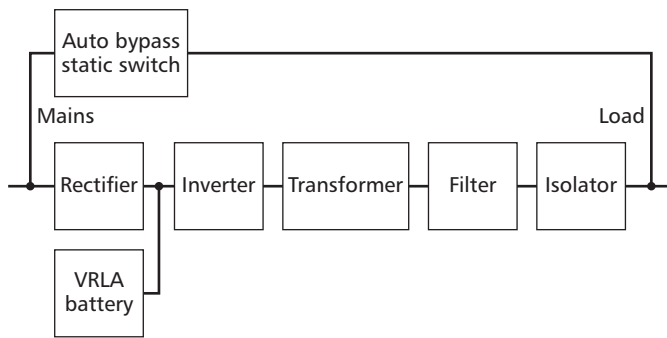 Auto bypass
static switch
Mains
Load
Rectifier
Inverter
Transformer
Filter
Isolator
VRLA
battery